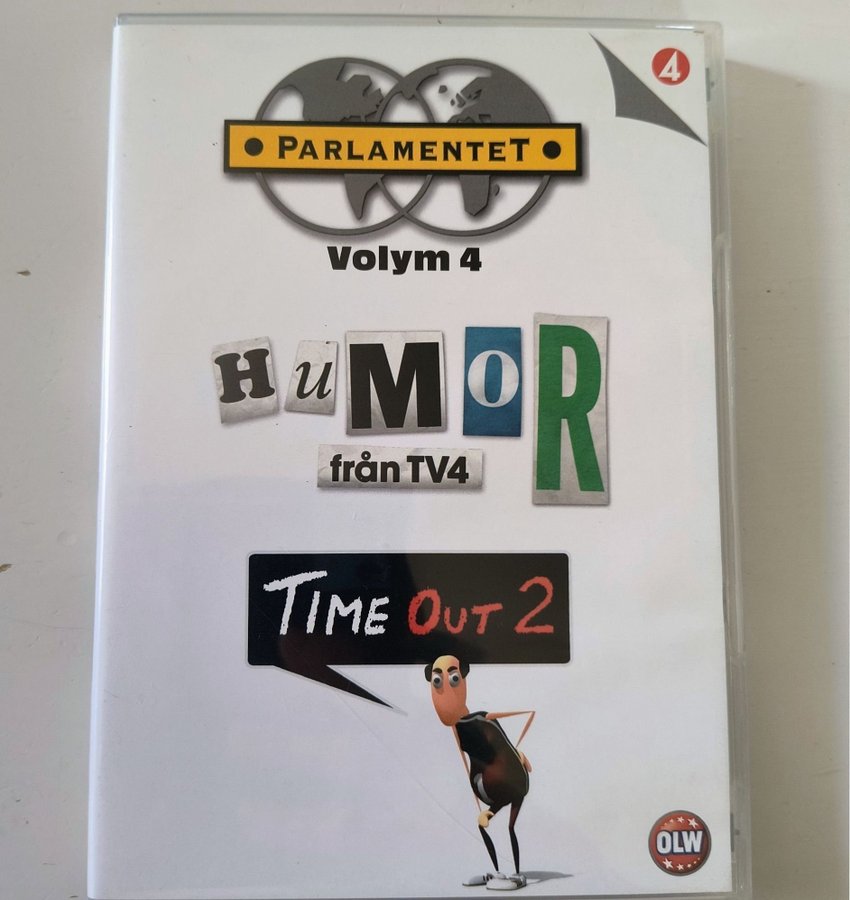 4
• PARLAMENTET •
Volym 4
HuMOR
från TV4
TIME OUT 2
OLW